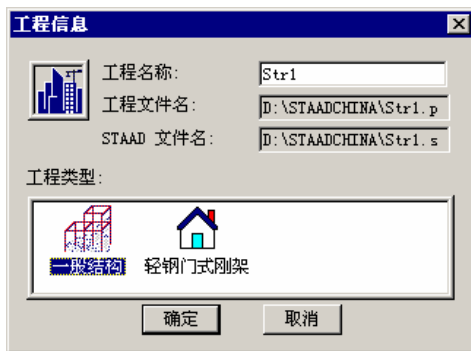 工程信息
工程名称: Str1
工程文件名: D:\STAADCHINA\Str1.p
STAAD 文件名: D:\STAADCHINA\Str1.s
工程类型:
一般结构 轻钢门式刚架
确定 取消